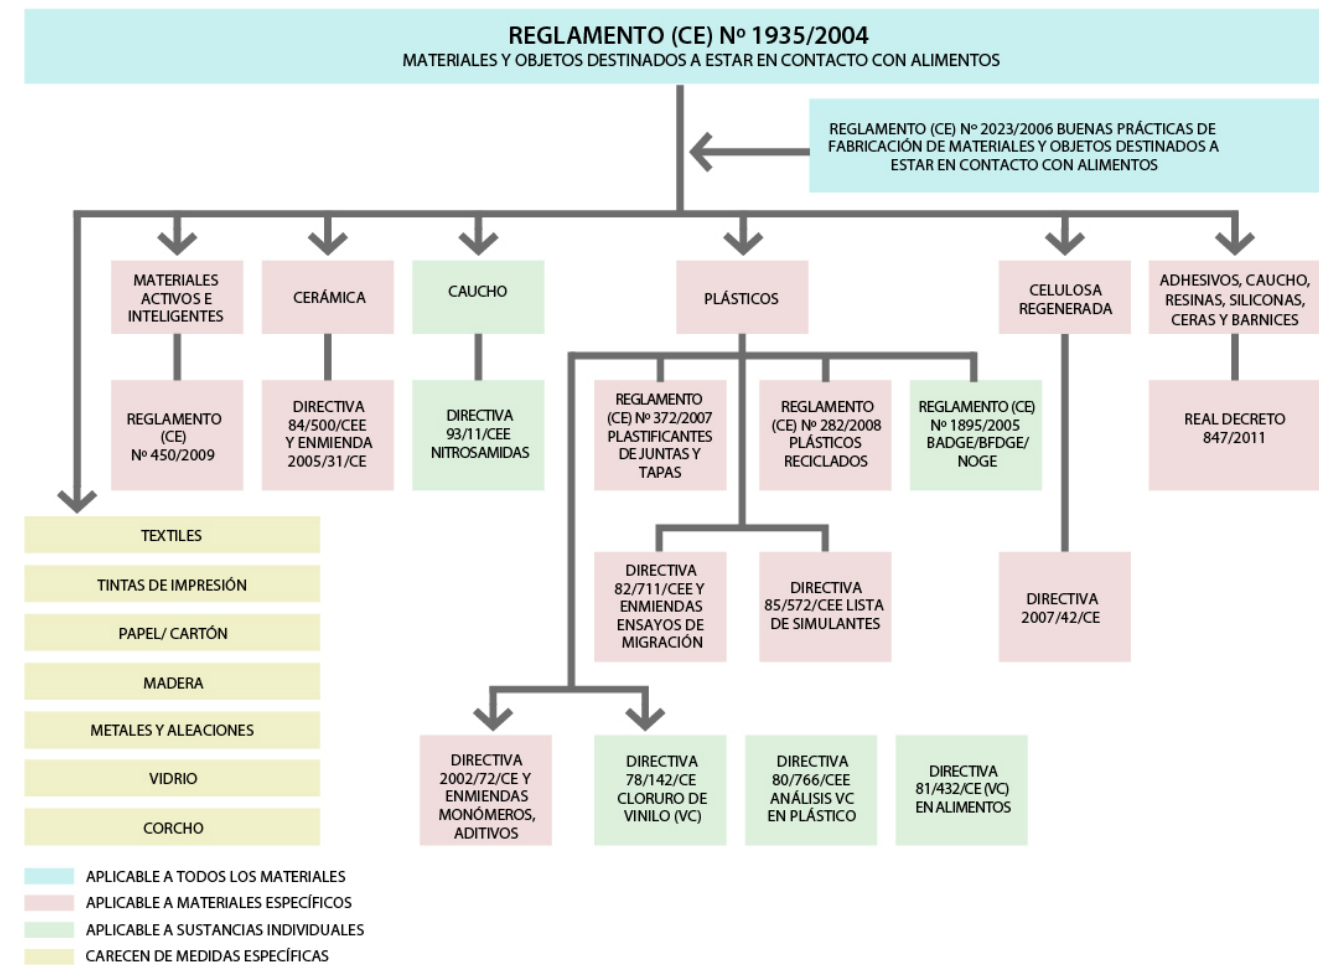 REGLAMENTO (CE) Nº 1935/2004
MATERIALES Y OBJETOS DESTINADOS A ESTAR EN CONTACTO CON ALIMENTOS
REGLAMENTO (CE) Nº 2023/2006 BUENAS PRÁCTICAS DE
FABRICACIÓN DE MATERIALES Y OBJETOS DESTINADOS A
ESTAR EN CONTACTO CON ALIMENTOS
MATERIALES
ACTIVOS E
INTELIGENTES
CERÁMICA
CAUCHO
PLÁSTICOS
CELULOSA
REGENERADA
ADHESIVOS, CAUCHO,
RESINAS, SILICONAS,
CERAS Y BARNICES
REGLAMENTO
(CE)
Nº 450/2009
DIRECTIVA
84/500/CEE
Y ENMIENDA
2005/31/CE
DIRECTIVA
93/11/CEE
NITROSAMIDAS
REGLAMENTO
(CE) Nº 372/2007
PLASTIFICANTES
DE JUNTAS Y
TAPAS
REGLAMENTO
(CE) Nº 282/2008
PLÁSTICOS
RECICLADOS
REGLAMENTO (CE)
Nº 1895/2005
BADGE/BFDGE/
NOGE
REAL DECRETO
847/2011
DIRECTIVA
82/711/CEE Y
ENMIENDAS
ENSAYOS DE
MIGRACIÓN
DIRECTIVA
85/572/CEE LISTA
DE SIMULANTES
DIRECTIVA
2007/42/CE
TEXTILES
TINTAS DE IMPRESIÓN
PAPEL/ CARTÓN
MADERA
METALES Y ALEACIONES
VIDRIO
CORCHO
DIRECTIVA
2002/72/CE Y
ENMIENDAS
MONÓMEROS,
ADITIVOS
DIRECTIVA
78/142/CE
CLORURO DE
VINILO (VC)
DIRECTIVA
80/766/CEE
ANÁLISIS VC
EN PLÁSTICO
DIRECTIVA
81/432/CE (VC)
EN ALIMENTOS
APLICABLE A TODOS LOS MATERIALES
APLICABLE A MATERIALES ESPECÍFICOS
APLICABLE A SUSTANCIAS INDIVIDUALES
CARECEN DE MEDIDAS ESPECÍFICAS